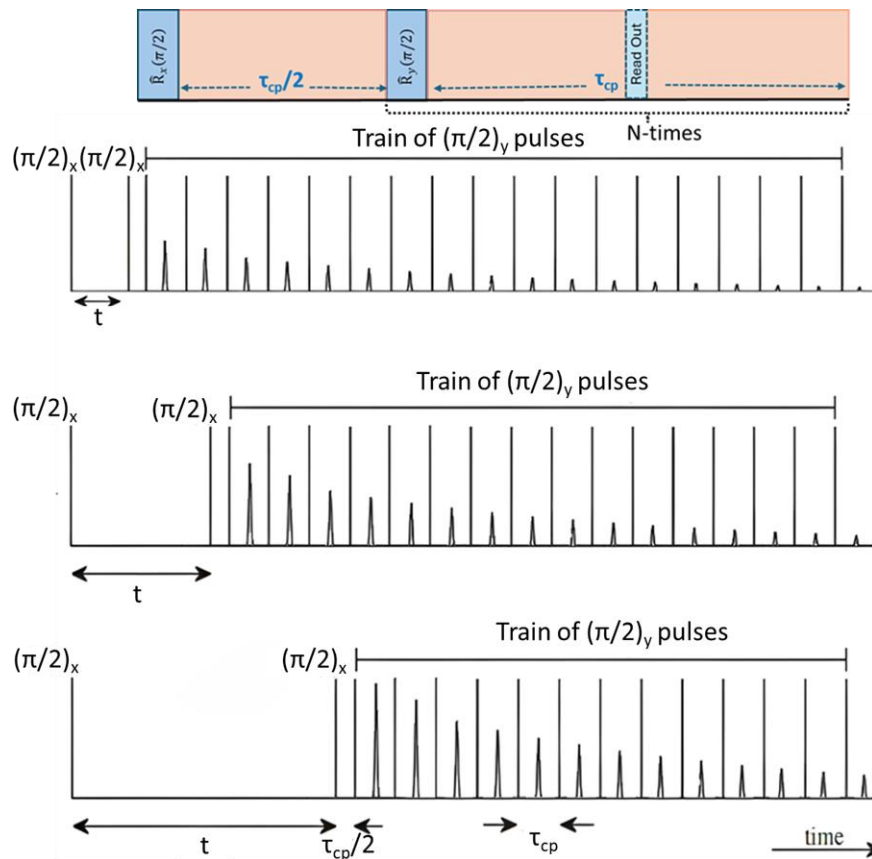 R̂ₓ(π/2)
τcp/2
R̂ᵧ(π/2)
τcp
Read Out
N-times
Train of (π/2)y pulses
(π/2)x(π/2)x
t
Train of (π/2)y pulses
(π/2)x
(π/2)x
t
Train of (π/2)y pulses
(π/2)x
(π/2)x
t
τcp/2
τcp
time